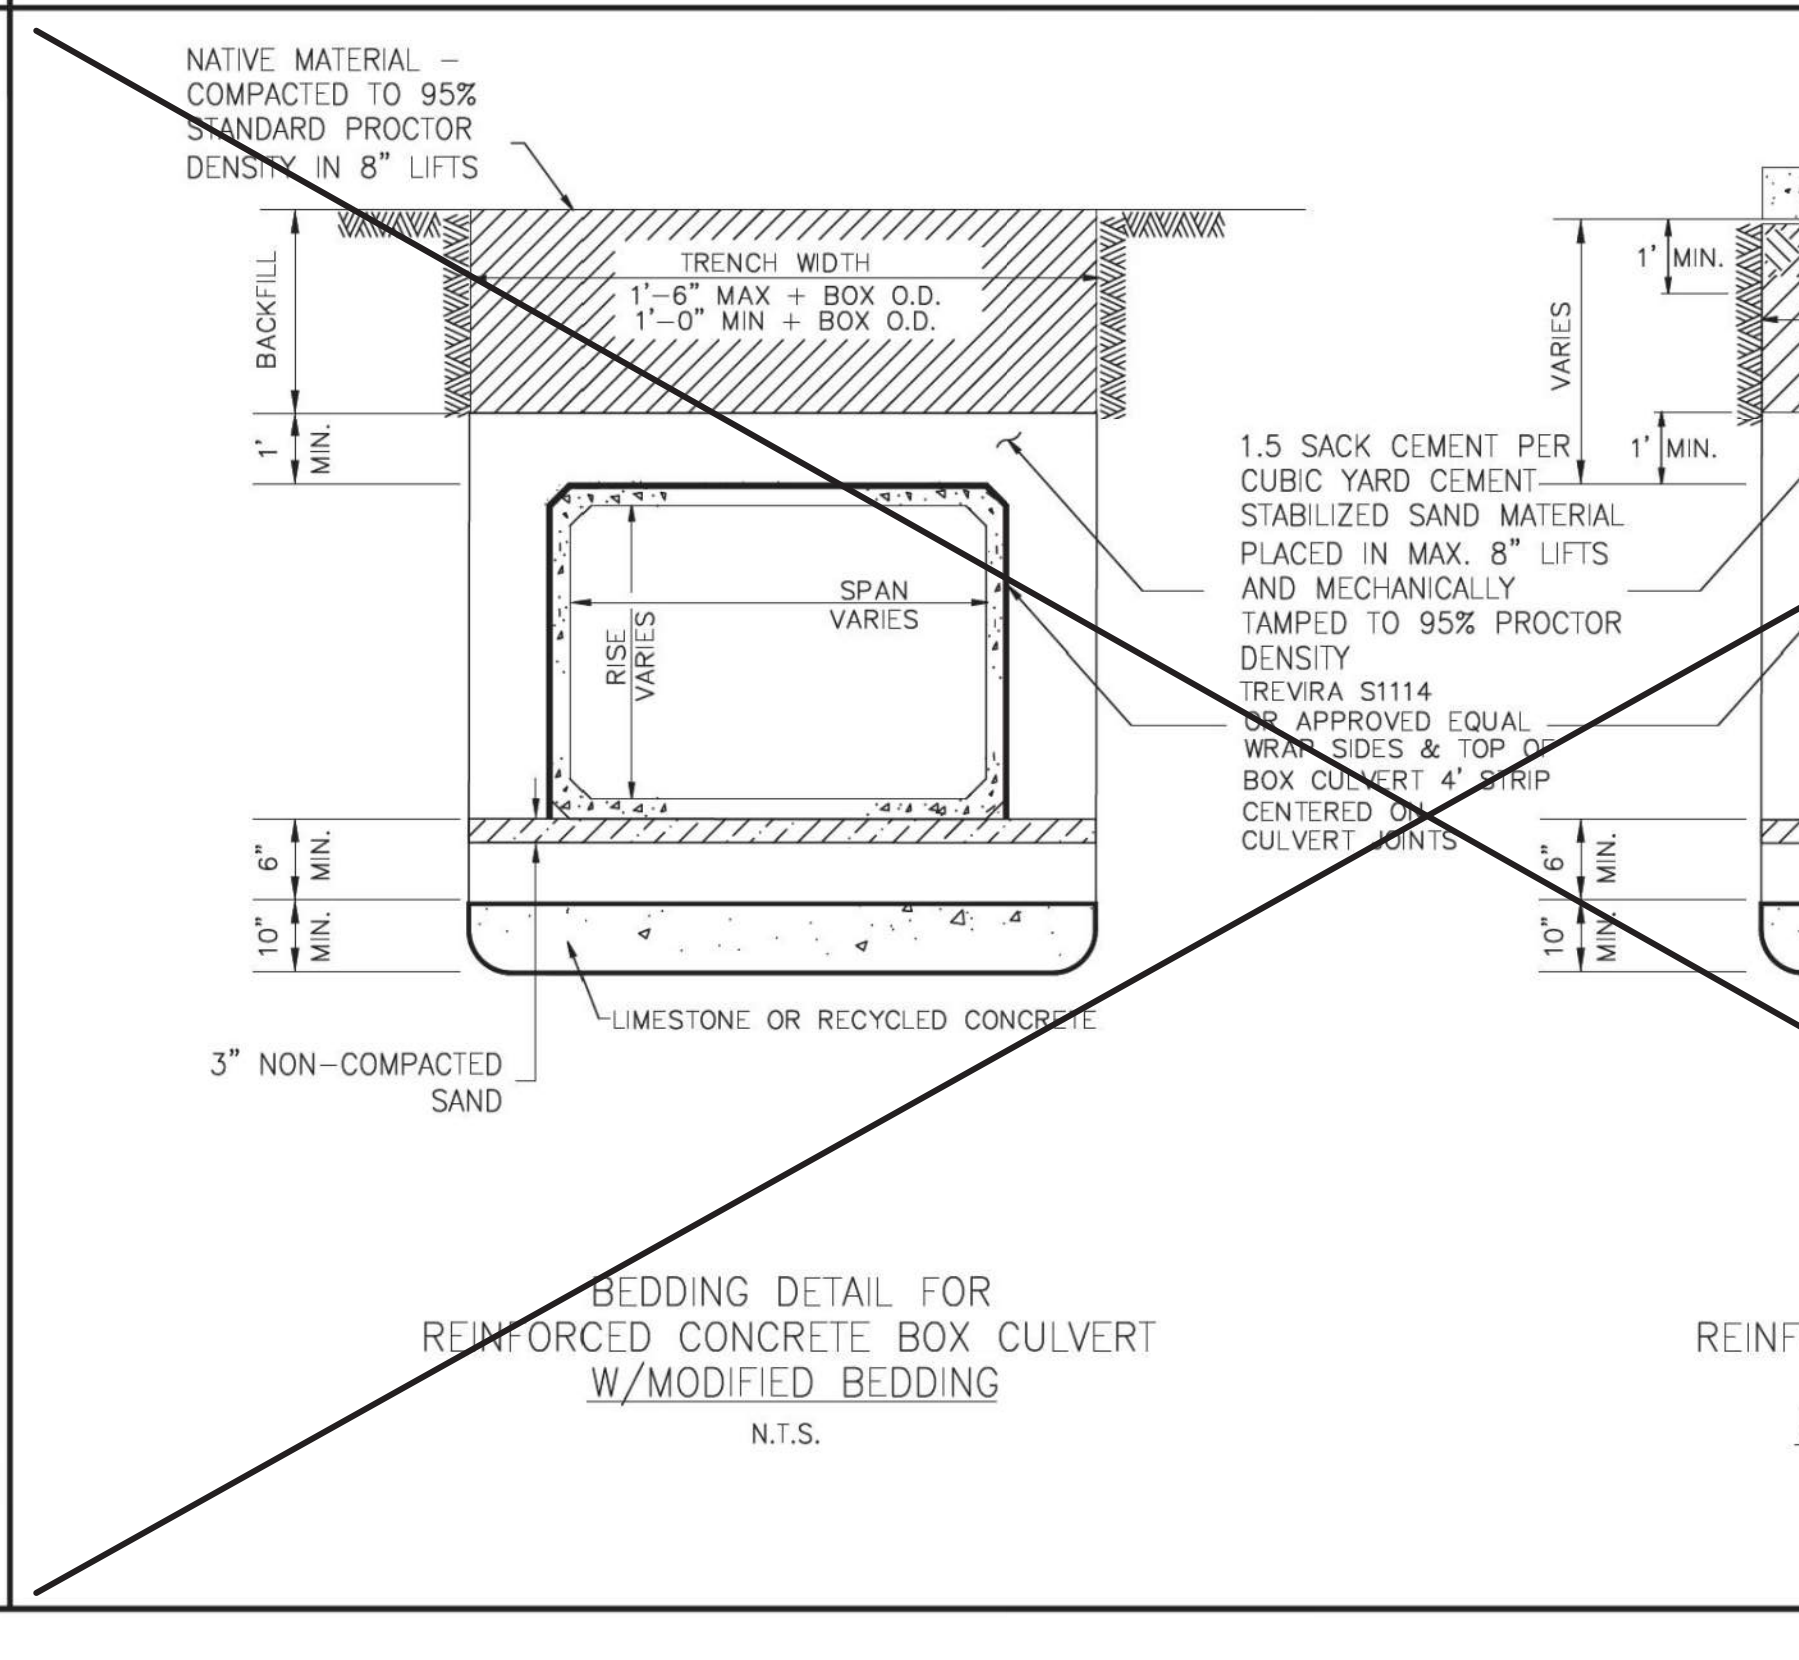 NATIVE MATERIAL –
COMPACTED TO 95%
STANDARD PROCTOR
DENSITY IN 8” LIFTS
BACKFILL
TRENCH WIDTH
1'–6” MAX + BOX O.D.
1'–0” MIN + BOX O.D.
1'
MIN.
SPAN
VARIES
RISE
VARIES
6”
MIN.
10”
MIN.
LIMESTONE OR RECYCLED CONCRETE
3” NON–COMPACTED
SAND
1.5 SACK CEMENT PER
CUBIC YARD CEMENT
STABILIZED SAND MATERIAL
PLACED IN MAX. 8” LIFTS
AND MECHANICALLY
TAMPED TO 95% PROCTOR
DENSITY
TREVIRA S1114
OR APPROVED EQUAL
WRAP SIDES & TOP OF
BOX CULVERT 4' STRIP
CENTERED ON
CULVERT JOINTS
VARIES
1' MIN.
1' MIN.
6”
MIN.
10”
MIN.
BEDDING DETAIL FOR
REINFORCED CONCRETE BOX CULVERT
W/MODIFIED BEDDING
N.T.S.
REINF